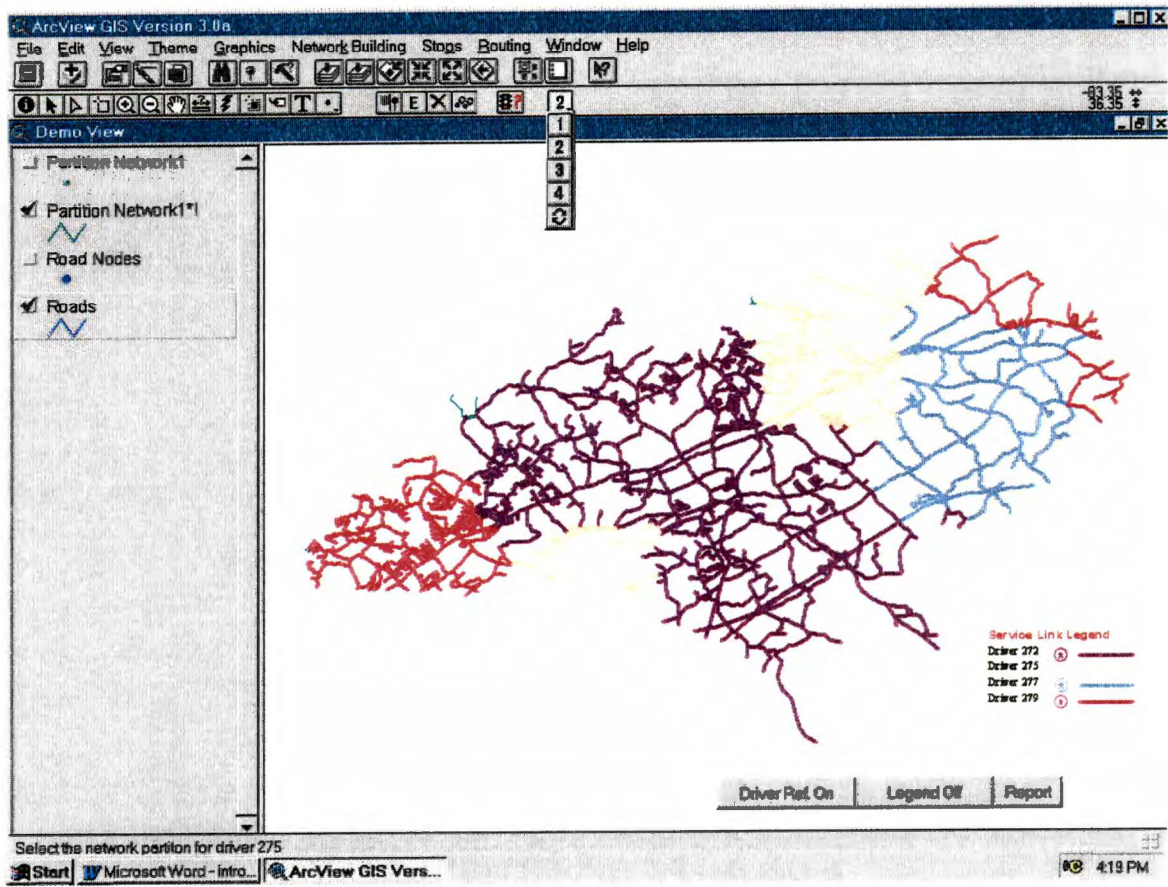 ArcView GIS Version 3.0a
File Edit View Theme Graphics Network Building Stops Routing Window Help
E T 2
-83.35
36.35
Demo View
1
2
3
4
Partition Network1
Partition Network1*l
Road Nodes
Roads
Service Link Legend
Driver 272
Driver 275
Driver 277
Driver 279
Driver Ref. On Legend Off Report
Select the network partiton for driver 275
Start Microsoft Word - Intro... ArcView GIS Vers... 4:19 PM